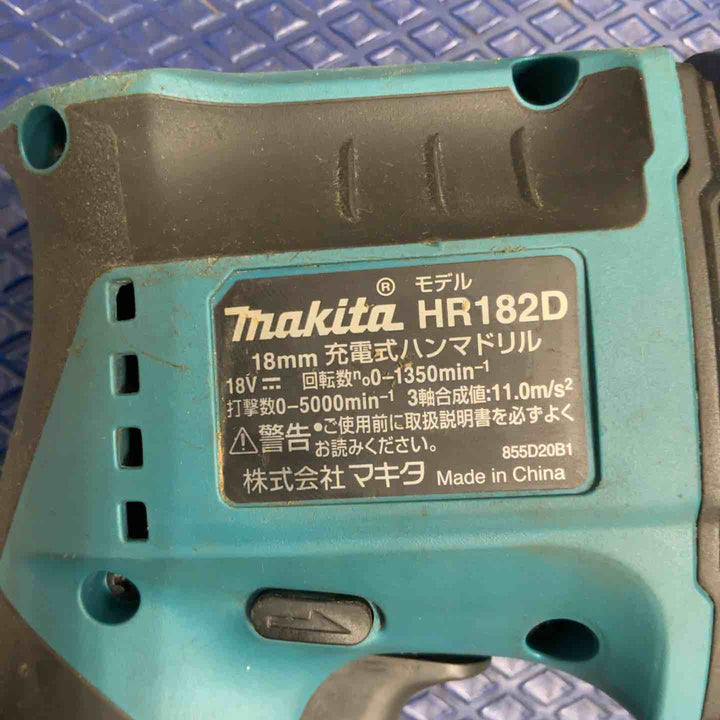 モデル
makita® HR182D
18mm 充電式ハンマドリル
18V⎓ 回転数n₀0-1350min⁻¹
打撃数0-5000min⁻¹ 3軸合成値:11.0m/s²
⚠警告 •ご使用前に取扱説明書を必ずよく
お読みください。 855D20B1
株式会社マキタ Made in China